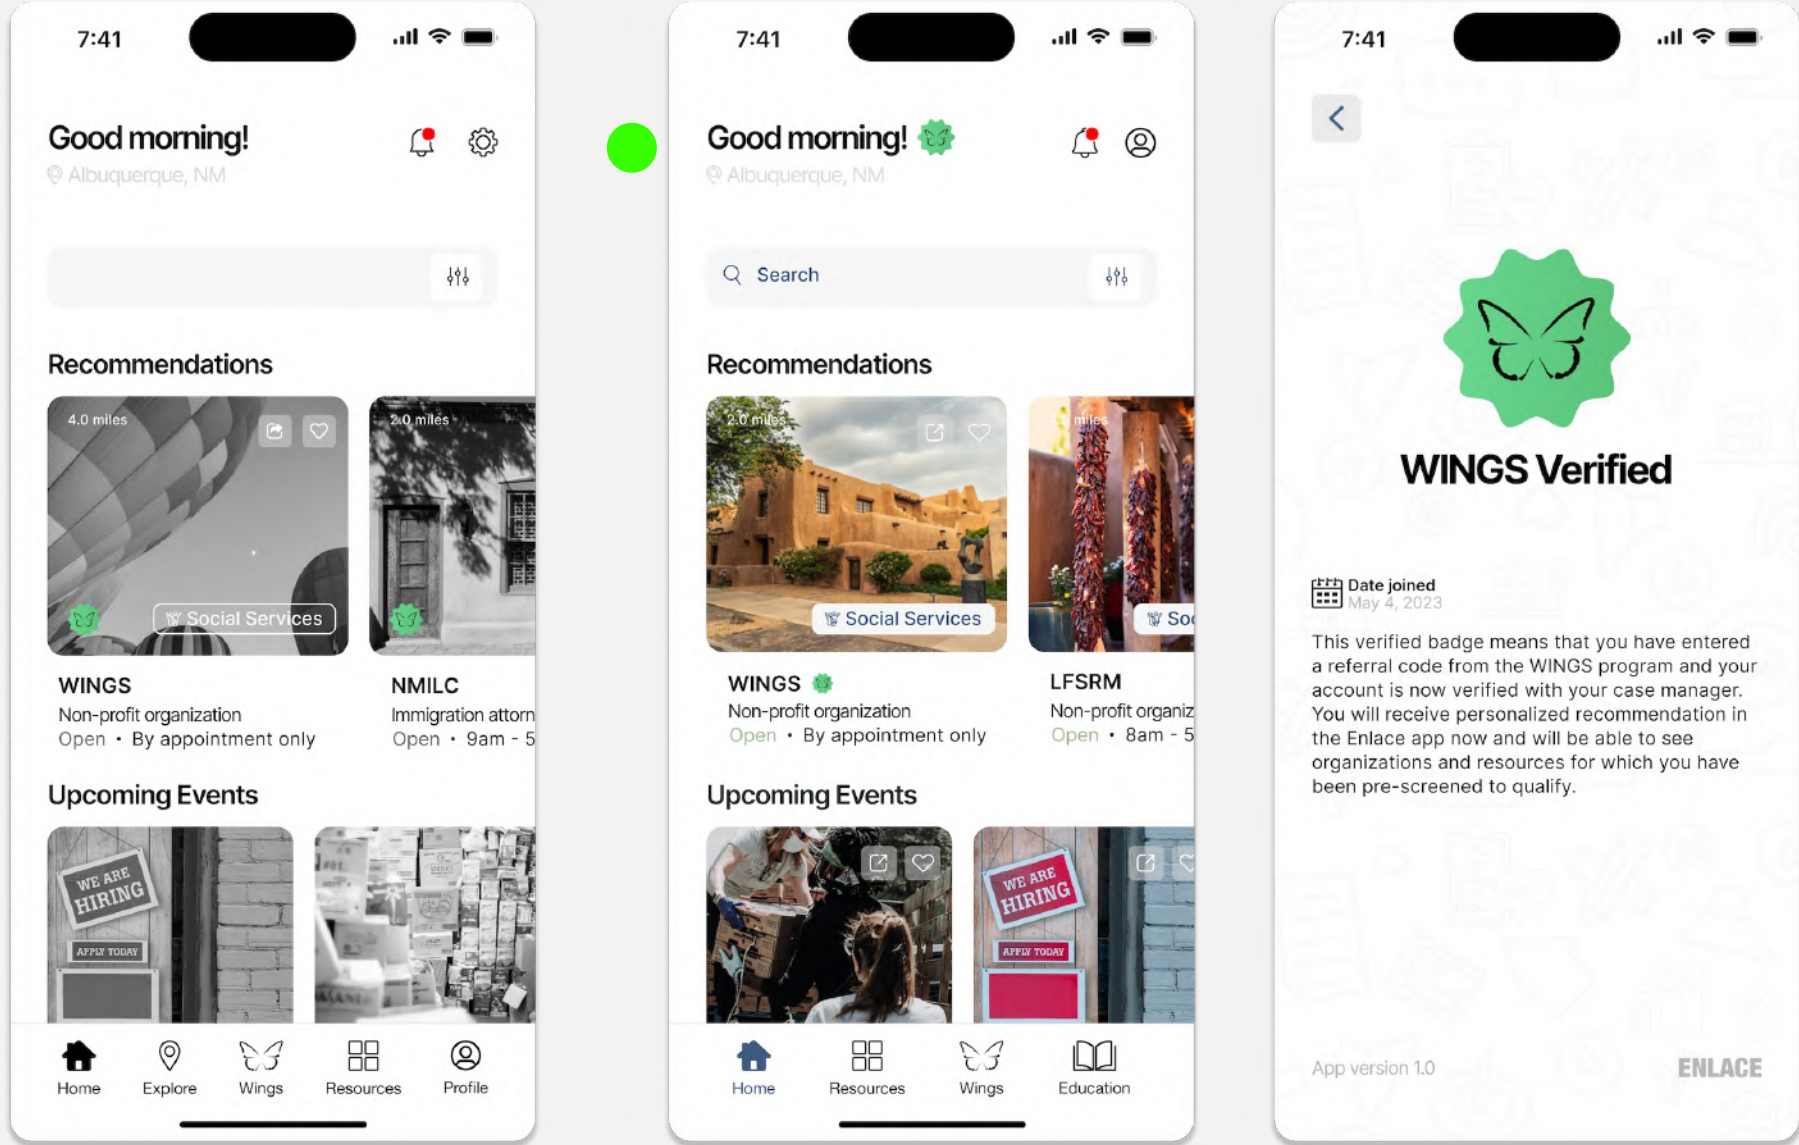 7:41
Good morning!
Albuquerque, NM
Recommendations
4.0 miles
2.0 miles
Social Services
WINGS
Non-profit organization
Open • By appointment only
NMILC
Immigration attorn
Open • 9am - 5
Upcoming Events
WE ARE
HIRING
APPLY TODAY
Home
Explore
Wings
Resources
Profile
7:41
Good morning!
Albuquerque, NM
Search
Recommendations
2.0 miles
miles
Social Services
Soc
WINGS
Non-profit organization
Open • By appointment only
LFSRM
Non-profit organiz
Open • 8am - 5
Upcoming Events
WE ARE
HIRING
APPLY TODAY
Home
Resources
Wings
Education
7:41
WINGS Verified
Date joined
May 4, 2023
This verified badge means that you have entered
a referral code from the WINGS program and your
account is now verified with your case manager.
You will receive personalized recommendation in
the Enlace app now and will be able to see
organizations and resources for which you have
been pre-screened to qualify.
App version 1.0
ENLACE